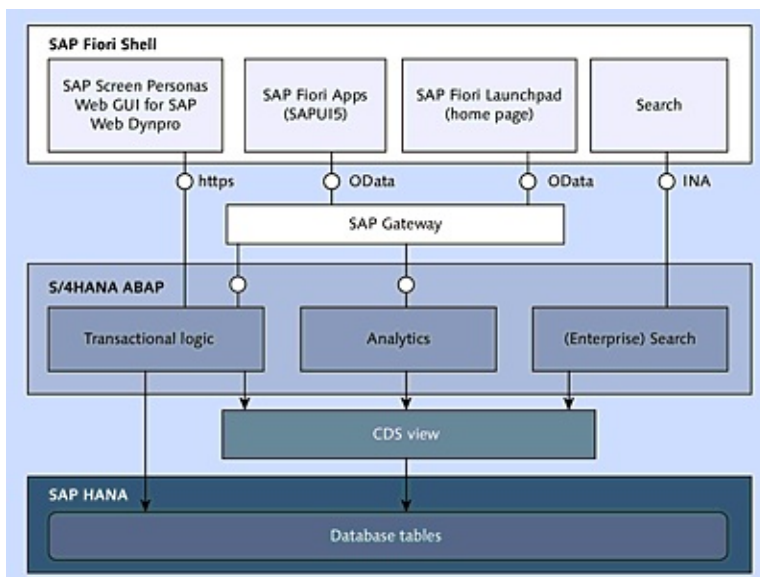 SAP Fiori Shell
SAP Screen Personas
Web GUI for SAP
Web Dynpro
SAP Fiori Apps
(SAPUI5)
SAP Fiori Launchpad
(home page)
Search
https
OData
OData
INA
SAP Gateway
S/4HANA ABAP
Transactional logic
Analytics
(Enterprise) Search
CDS view
SAP HANA
Database tables